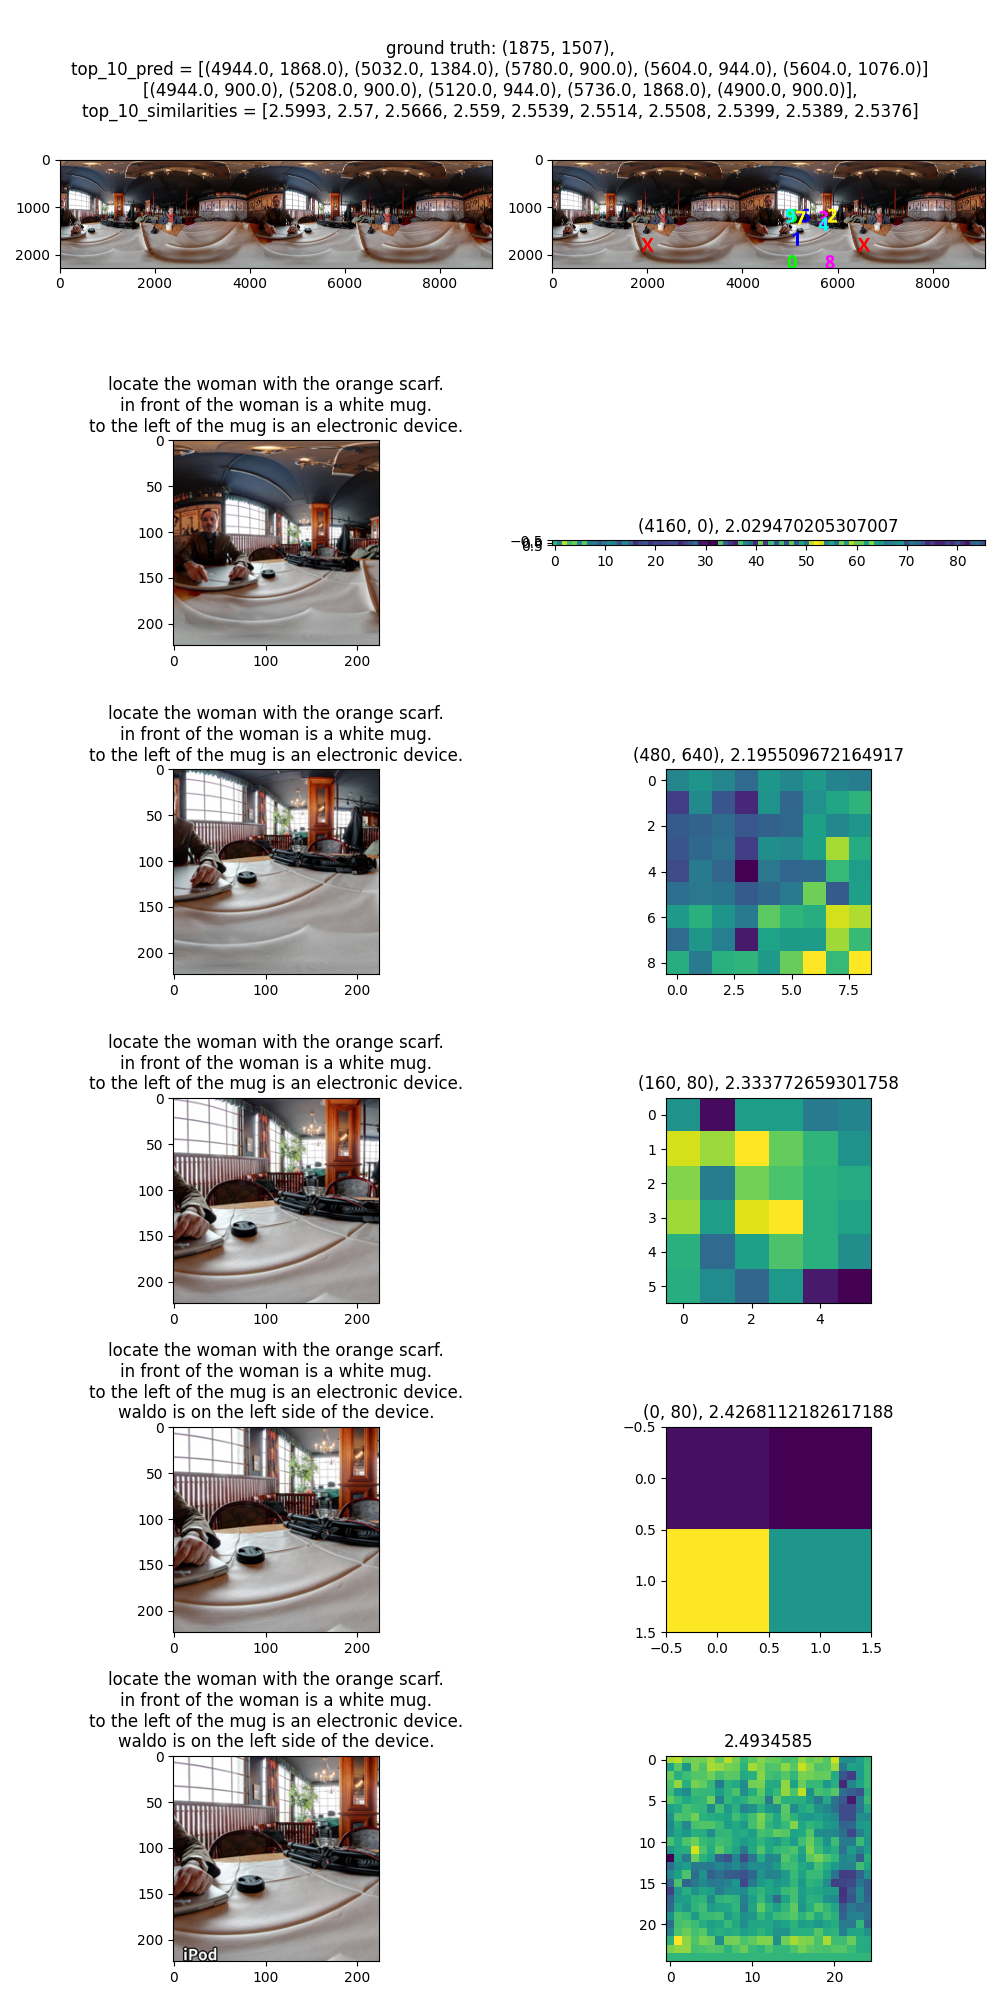 ground truth: (1875, 1507),
top_10_pred = [(4944.0, 1868.0), (5032.0, 1384.0), (5780.0, 900.0), (5604.0, 944.0), (5604.0, 1076.0)]
[(4944.0, 900.0), (5208.0, 900.0), (5120.0, 944.0), (5736.0, 1868.0), (4900.0, 900.0)],
top_10_similarities = [2.5993, 2.57, 2.5666, 2.559, 2.5539, 2.5514, 2.5508, 2.5399, 2.5389, 2.5376]
0
1000
2000
0 2000 4000 6000 8000
0
1000
2000
X 1 4 7 2 0 8 X
0 2000 4000 6000 8000
locate the woman with the orange scarf.
in front of the woman is a white mug.
to the left of the mug is an electronic device.
0
50
100
150
200
0 100 200
(4160, 0), 2.029470205307007
0 10 20 30 40 50 60 70 80
locate the woman with the orange scarf.
in front of the woman is a white mug.
to the left of the mug is an electronic device.
0
50
100
150
200
0 100 200
(480, 640), 2.195509672164917
0
2
4
6
8
0.0 2.5 5.0 7.5
locate the woman with the orange scarf.
in front of the woman is a white mug.
to the left of the mug is an electronic device.
0
50
100
150
200
0 100 200
(160, 80), 2.333772659301758
0
1
2
3
4
5
0 2 4
locate the woman with the orange scarf.
in front of the woman is a white mug.
to the left of the mug is an electronic device.
waldo is on the left side of the device.
0
50
100
150
200
0 100 200
(0, 80), 2.4268112182617188
−0.5
0.0
0.5
1.0
1.5
−0.5 0.0 0.5 1.0 1.5
locate the woman with the orange scarf.
in front of the woman is a white mug.
to the left of the mug is an electronic device.
waldo is on the left side of the device.
0
50
100
150
200
iPod
0 100 200
2.4934585
0
5
10
15
20
0 10 20